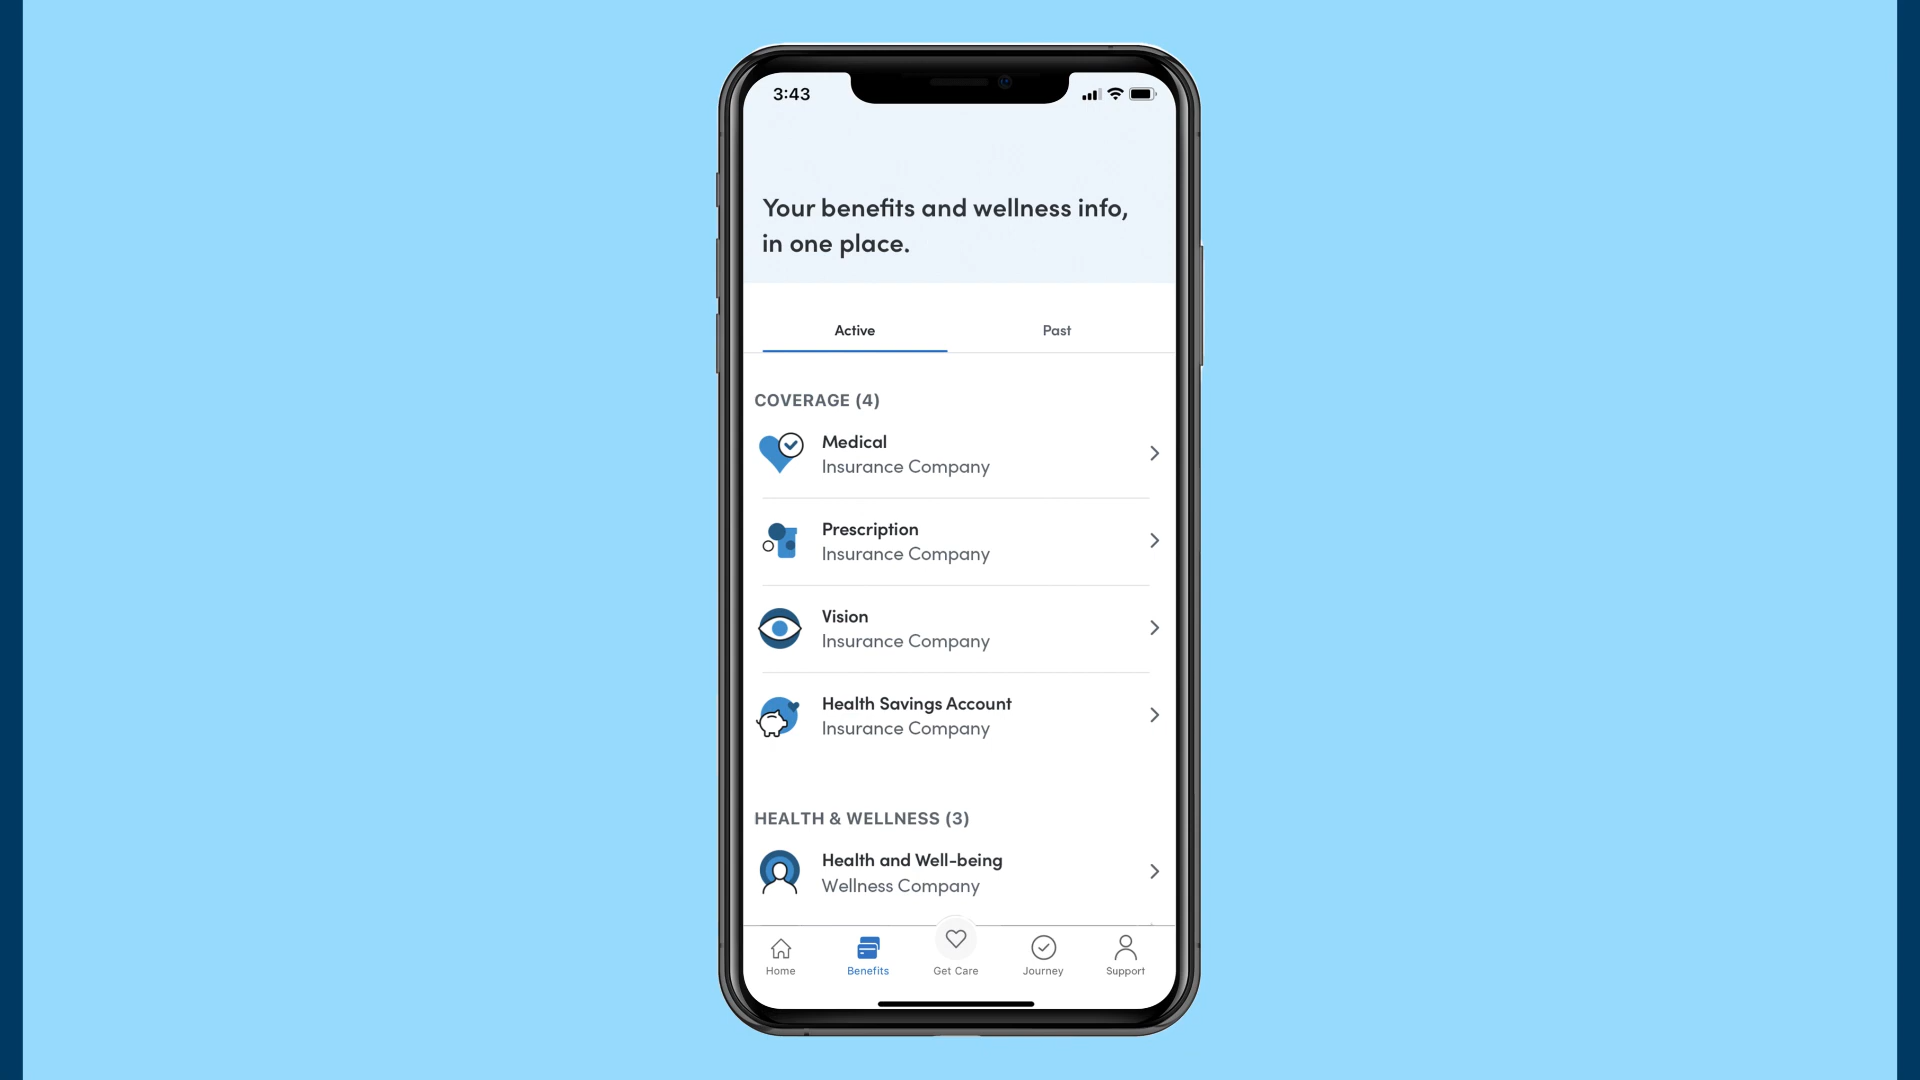 3:43
Your benefits and wellness info,
in one place.
Active
Past
COVERAGE (4)
Medical
Insurance Company
Prescription
Insurance Company
Vision
Insurance Company
Health Savings Account
Insurance Company
HEALTH & WELLNESS (3)
Health and Well-being
Wellness Company
Home
Benefits
Get Care
Journey
Support